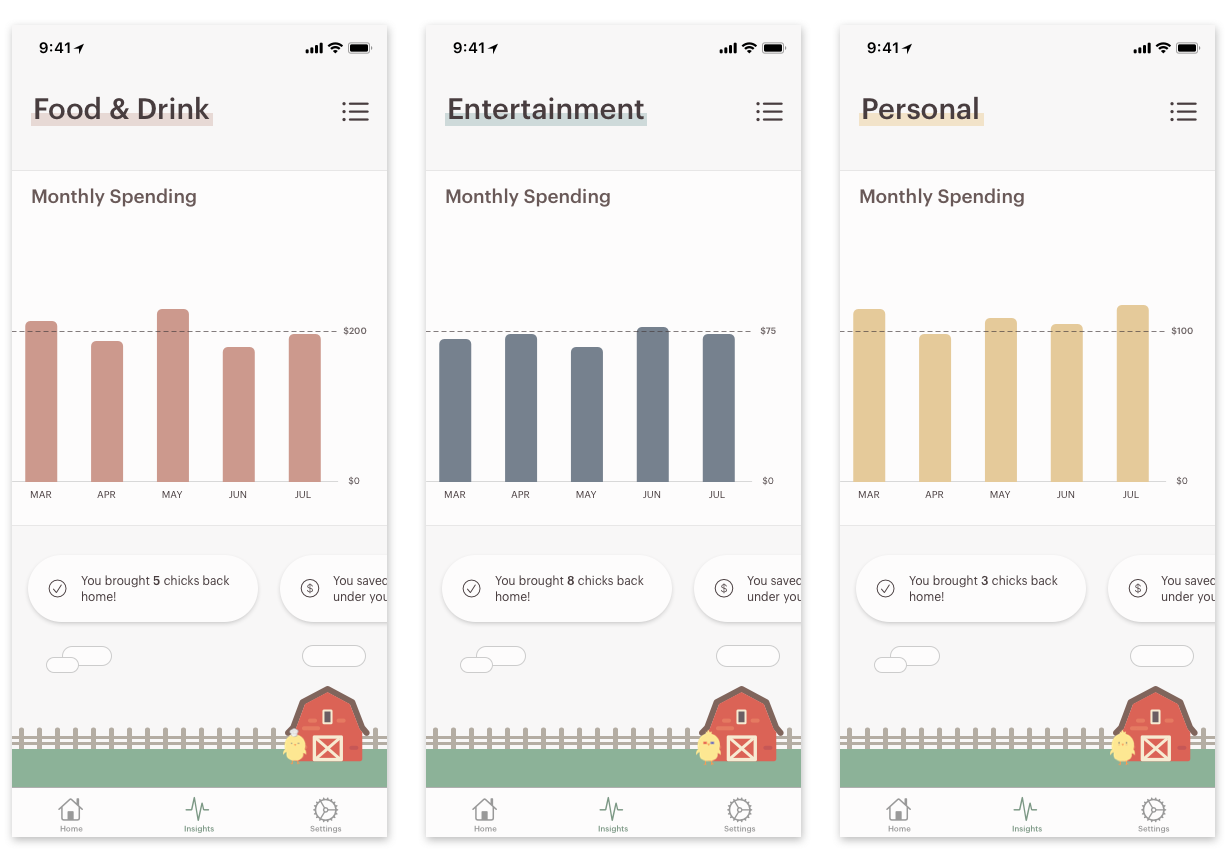 9:41
Food & Drink
Monthly Spending
$200
$0
MAR APR MAY JUN JUL
You brought 5 chicks back
home!
$
You saved
under you
Home Insights Settings
9:41
Entertainment
Monthly Spending
$75
$0
MAR APR MAY JUN JUL
You brought 8 chicks back
home!
$
You saved
under you
Home Insights Settings
9:41
Personal
Monthly Spending
$100
$0
MAR APR MAY JUN JUL
You brought 3 chicks back
home!
$
You saved
under you
Home Insights Settings